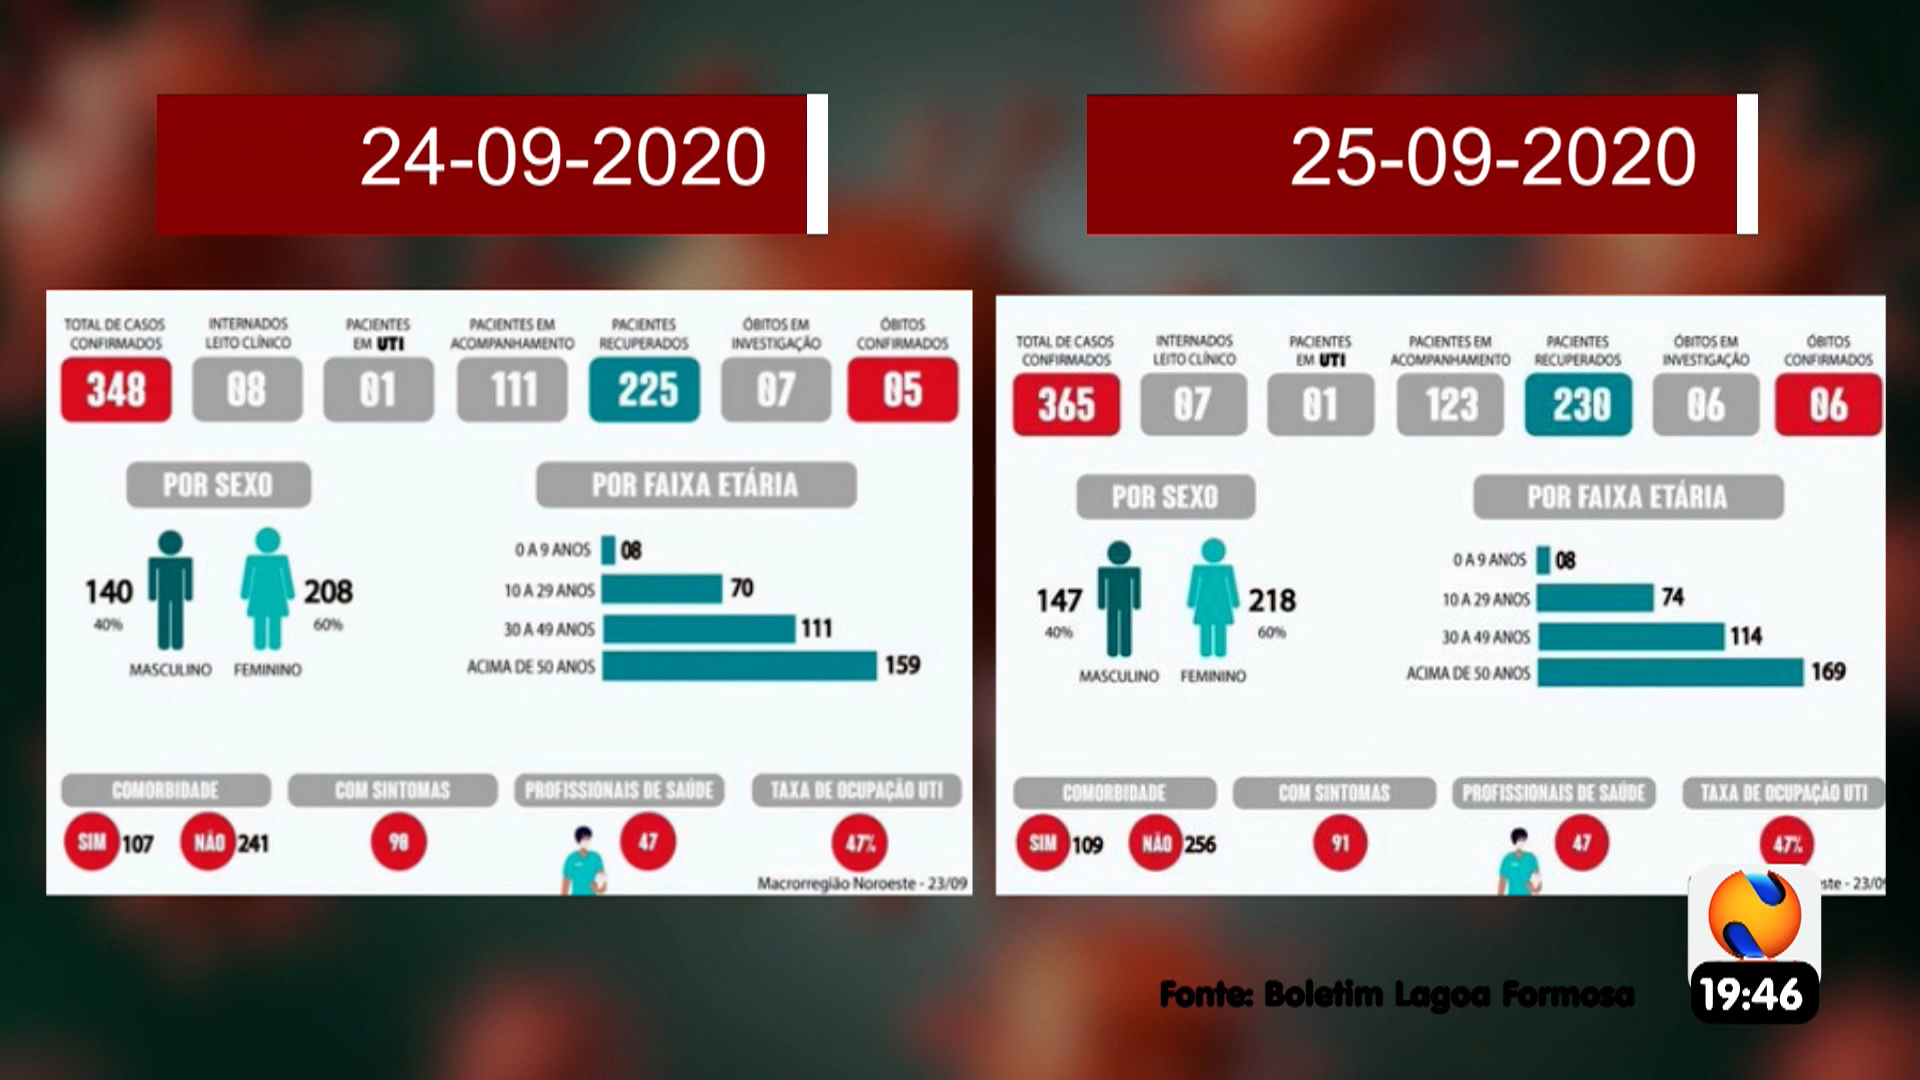 24-09-2020
TOTAL DE CASOS CONFIRMADOS
348
INTERNADOS LEITO CLÍNICO
08
PACIENTES EM UTI
01
PACIENTES EM ACOMPANHAMENTO
111
PACIENTES RECUPERADOS
225
ÓBITOS EM INVESTIGAÇÃO
07
ÓBITOS CONFIRMADOS
05
POR SEXO
140
40%
MASCULINO
208
60%
FEMININO
POR FAIXA ETÁRIA
0 A 9 ANOS 08
10 A 29 ANOS 70
30 A 49 ANOS 111
ACIMA DE 50 ANOS 159
COMORBIDADE
SIM 107 NÃO 241
COM SINTOMAS
90
PROFISSIONAIS DE SAÚDE
47
TAXA DE OCUPAÇÃO UTI
47%
Macrorregião Noroeste - 23/09
25-09-2020
TOTAL DE CASOS CONFIRMADOS
365
INTERNADOS LEITO CLÍNICO
07
PACIENTES EM UTI
01
PACIENTES EM ACOMPANHAMENTO
123
PACIENTES RECUPERADOS
230
ÓBITOS EM INVESTIGAÇÃO
06
ÓBITOS CONFIRMADOS
06
POR SEXO
147
40%
MASCULINO
218
60%
FEMININO
POR FAIXA ETÁRIA
0 A 9 ANOS 08
10 A 29 ANOS 74
30 A 49 ANOS 114
ACIMA DE 50 ANOS 169
COMORBIDADE
SIM 109 NÃO 256
COM SINTOMAS
91
PROFISSIONAIS DE SAÚDE
47
TAXA DE OCUPAÇÃO UTI
47%
Fonte: Boletim Lagoa Formosa
19:46